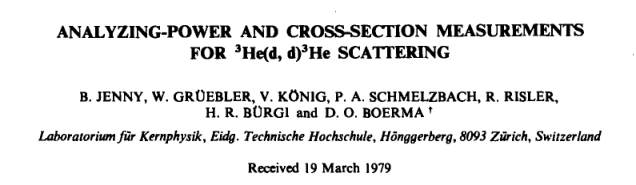 ANALYZING-POWER AND CROSS-SECTION MEASUREMENTS
FOR ³He(d, d)³He SCATTERING
B. JENNY, W. GRÜEBLER, V. KÖNIG, P. A. SCHMELZBACH, R. RISLER,
H. R. BÜRGI and D. O. BOERMA †
Laboratorium für Kernphysik, Eidg. Technische Hochschule, Hönggerberg, 8093 Zürich, Switzerland
Received 19 March 1979